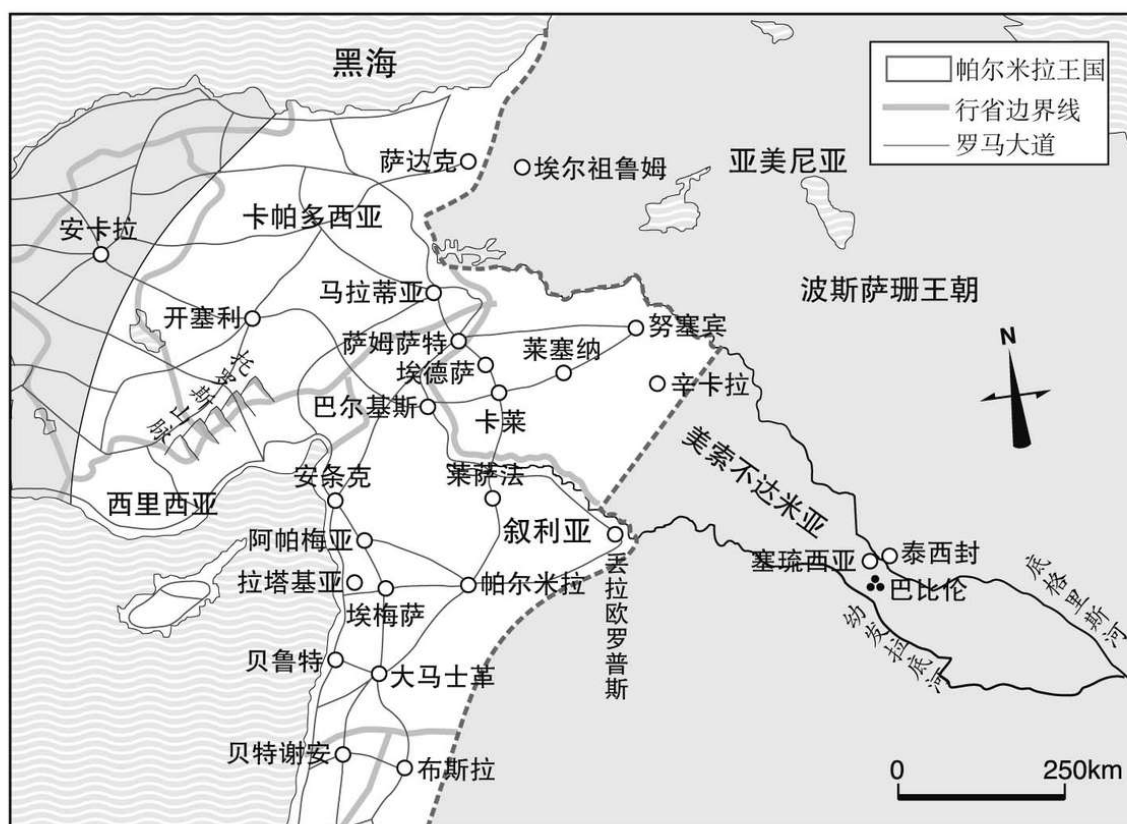 黑海
帕尔米拉王国
行省边界线
罗马大道
萨达克
埃尔祖鲁姆
亚美尼亚
安卡拉
卡帕多西亚
波斯萨珊王朝
马拉蒂亚
开塞利
萨姆萨特
努塞宾
莱塞纳
埃德萨
辛卡拉
托罗斯山脉
巴尔基斯
卡莱
N
美索不达米亚
安条克
莱萨法
西里西亚
叙利亚
阿帕梅亚
丢拉欧罗普斯
塞琉西亚
泰西封
拉塔基亚
帕尔米拉
巴比伦
埃梅萨
底格里斯河
幼发拉底河
贝鲁特
大马士革
贝特谢安
布斯拉
0
250km